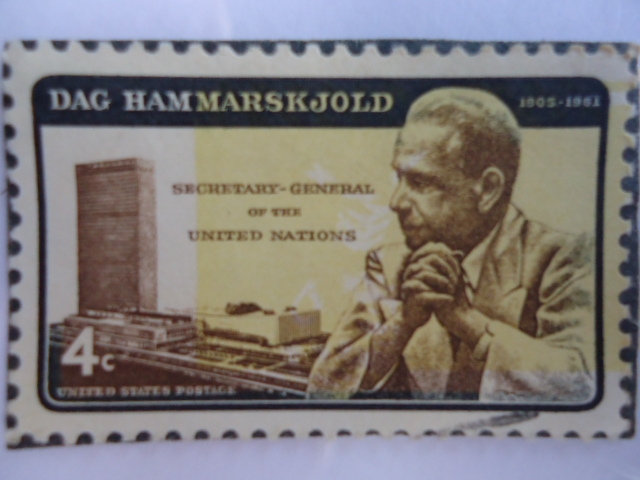 DAG HAMMARSKJOLD 1905-1961
SECRETARY-GENERAL
OF THE
UNITED NATIONS
4c
UNITED STATES POSTAGE